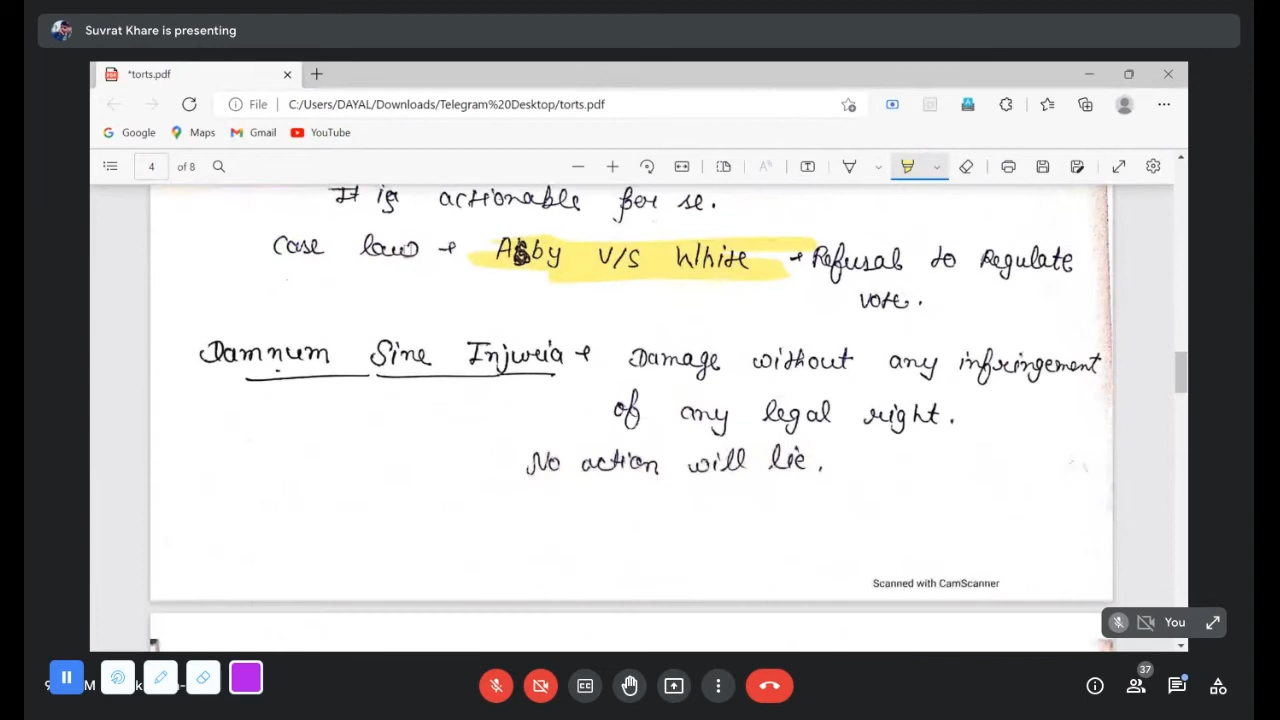 Suvrat Khare is presenting
*torts.pdf
File C:/Users/DAYAL/Downloads/Telegram%20Desktop/torts.pdf
Google Maps Gmail YouTube
4 of 8
It is actionable per se.
Case law → Ashby V/S White → Refusal to Regulate
vote.
Damnum Sine Injuria → Damage without any infringement
of any legal right.
No action will lie.
Scanned with CamScanner
You
37